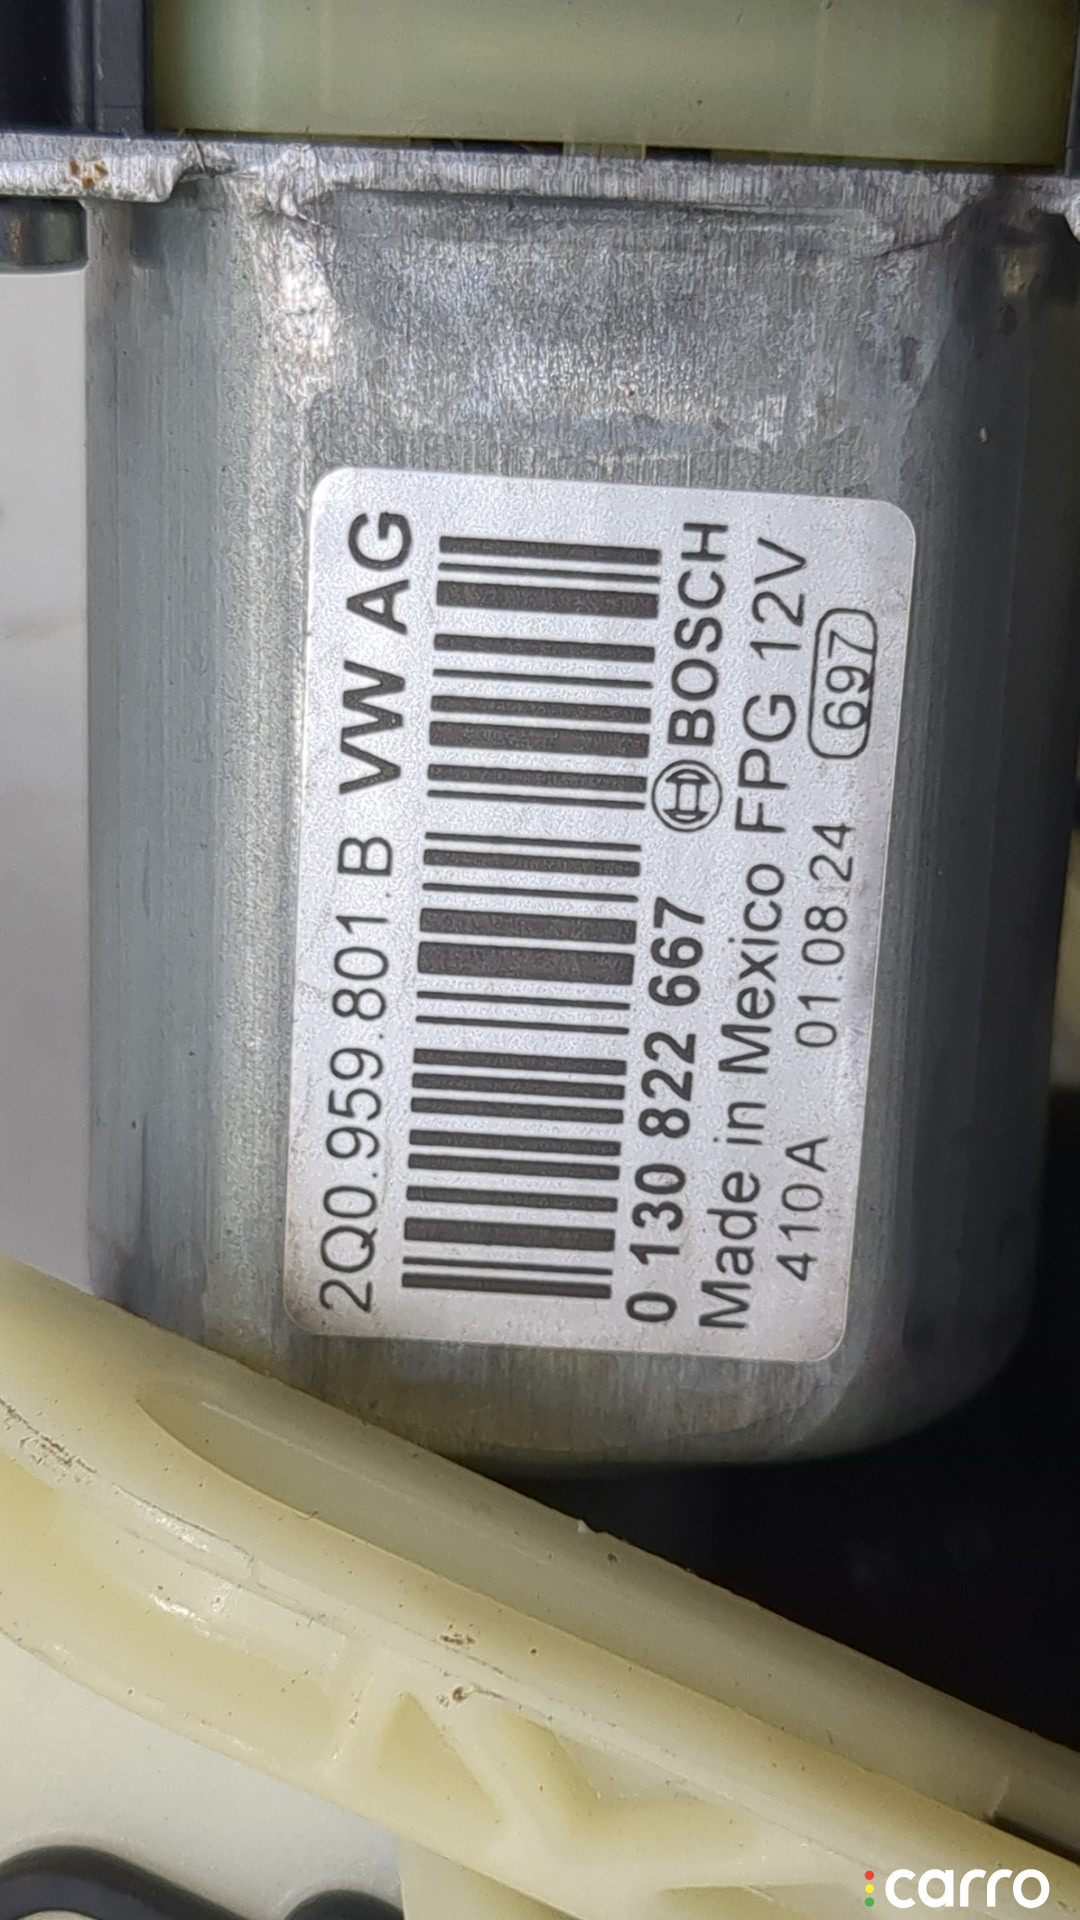 2Q0.959.801.B VW AG
0 130 822 667 BOSCH
Made in Mexico FPG 12V
410A 01.08.24 697
carro